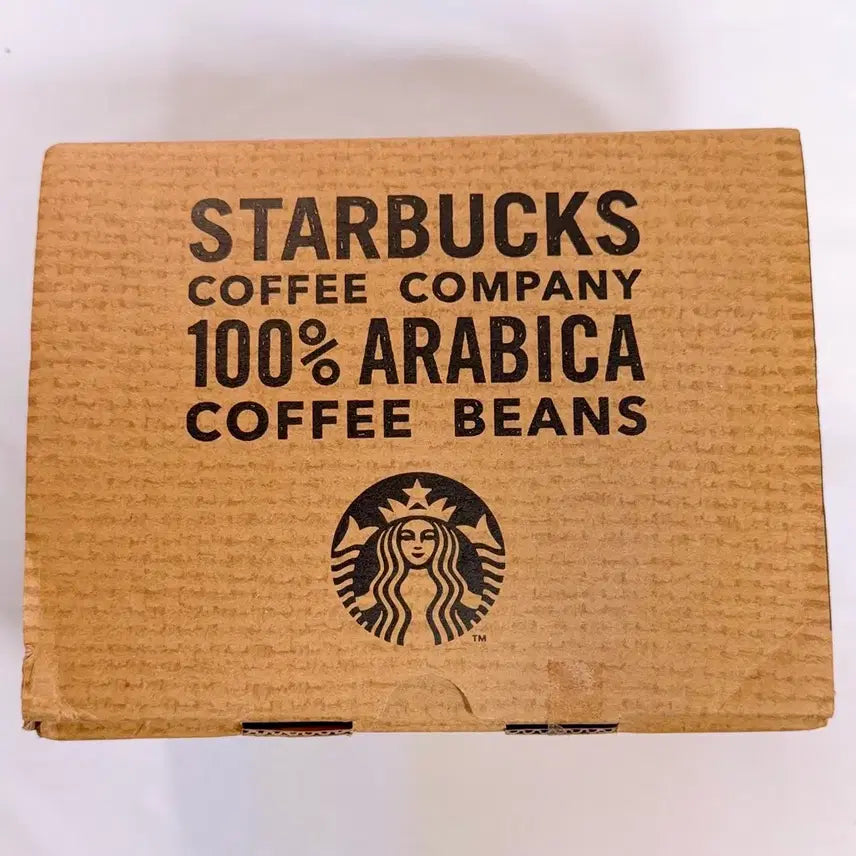 STARBUCKS
COFFEE COMPANY
100% ARABICA
COFFEE BEANS
TM